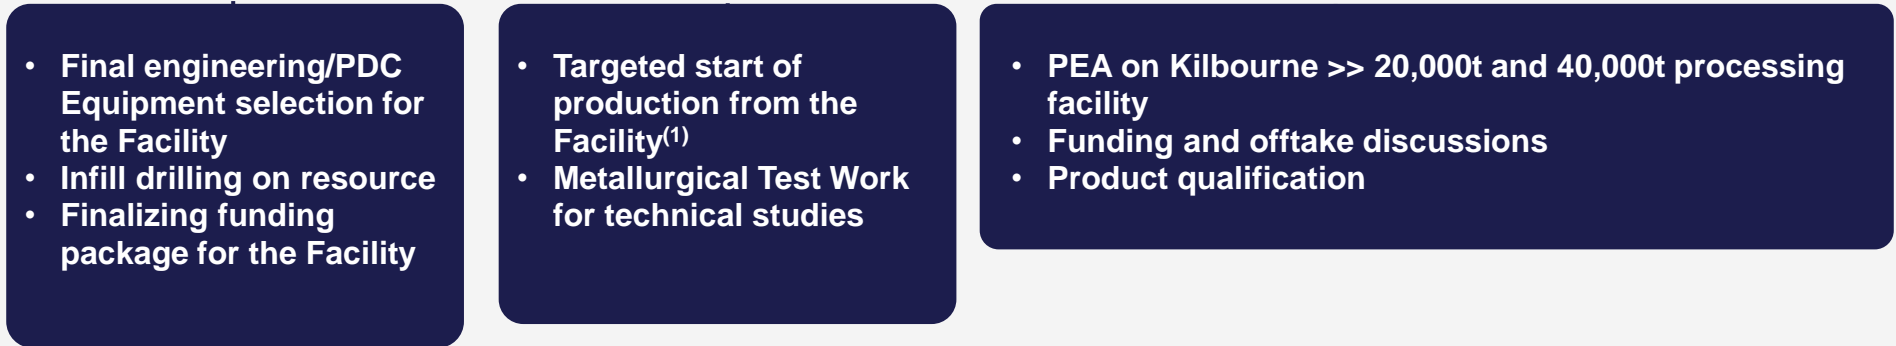 • Final engineering/PDC
Equipment selection for
the Facility
• Infill drilling on resource
• Finalizing funding
package for the Facility
• Targeted start of
production from the
Facility(1)
• Metallurgical Test Work
for technical studies
• PEA on Kilbourne >> 20,000t and 40,000t processing
facility
• Funding and offtake discussions
• Product qualification